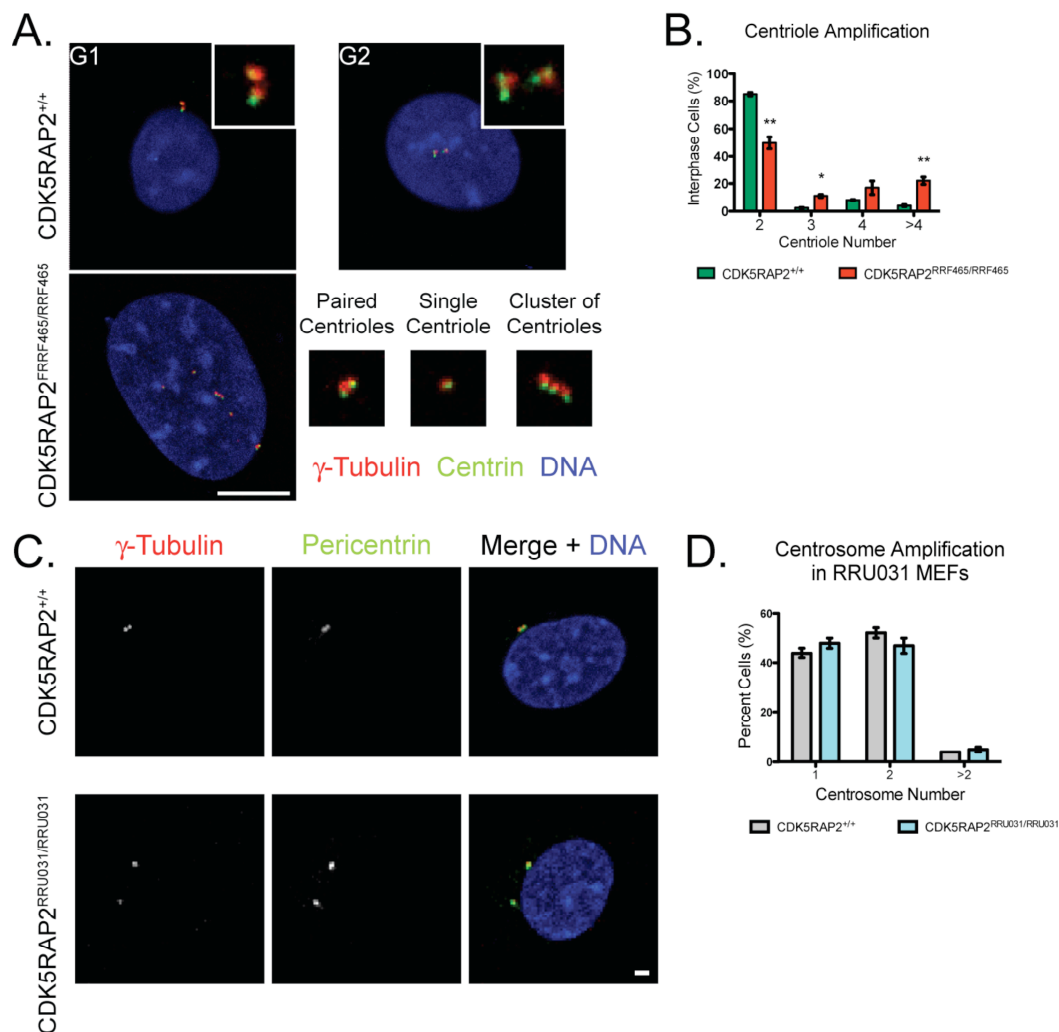 A.
G1
G2
CDK5RAP2+/+
CDK5RAP2FRRF465/RRF465
Paired Centrioles
Single Centriole
Cluster of Centrioles
γ-Tubulin Centrin DNA
B.
Centriole Amplification
Interphase Cells (%)
85
60
40
20
0
2 3 4 >4
** * **
Centriole Number
CDK5RAP2+/+ CDK5RAP2RRF465/RRF465
C.
γ-Tubulin Pericentrin Merge + DNA
CDK5RAP2+/+
CDK5RAP2RRU031/RRU031
D.
Centrosome Amplification
in RRU031 MEFs
Percent Cells (%)
60
40
20
0
1 2 >2
Centrosome Number
CDK5RAP2+/+ CDK5RAP2RRU031/RRU031